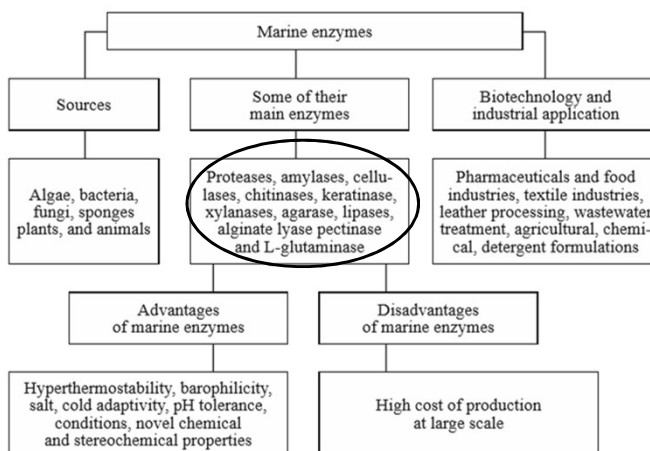 Marine enzymes
Sources
Some of their
main enzymes
Biotechnology and
industrial application
Algae, bacteria,
fungi, sponges
plants, and animals
Proteases, amylases, cellu-
lases, chitinases, keratinase,
xylanases, agarase, lipases,
alginate lyase pectinase
and L-glutaminase
Pharmaceuticals and food
industries, textile industries,
leather processing, wastewater
treatment, agricultural, chemi-
cal, detergent formulations
Advantages
of marine enzymes
Disadvantages
of marine enzymes
Hyperthermostability, barophilicity,
salt, cold adaptivity, pH tolerance,
conditions, novel chemical
and stereochemical properties
High cost of production
at large scale